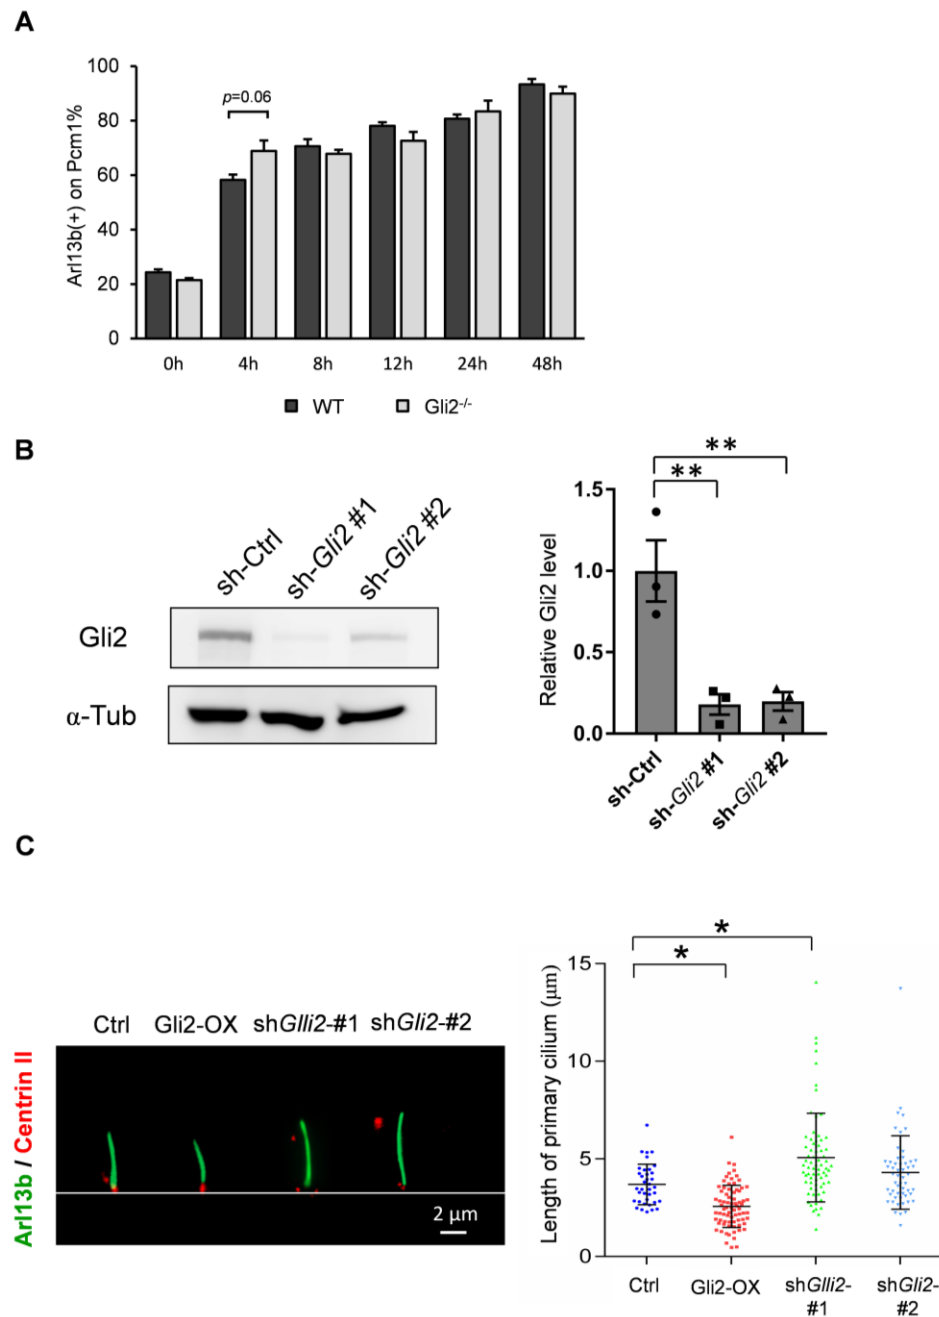 A
Arl13b(+) on Pcm1%
100
80
60
40
20
0
p=0.06
0h 4h 8h 12h 24h 48h
WT Gli2-/-
B
sh-Ctrl sh-Gli2 #1 sh-Gli2 #2
Gli2
α-Tub
Relative Gli2 level
1.5
1.0
0.5
0.0
**
**
sh-Ctrl sh-Gli2 #1 sh-Gli2 #2
C
Ctrl Gli2-OX shGlli2-#1 shGli2-#2
Arl13b / Centrin II
2 μm
Length of primary cilium (μm)
15
10
5
0
*
*
Ctrl Gli2-OX shGlli2- shGli2-
#1 #2